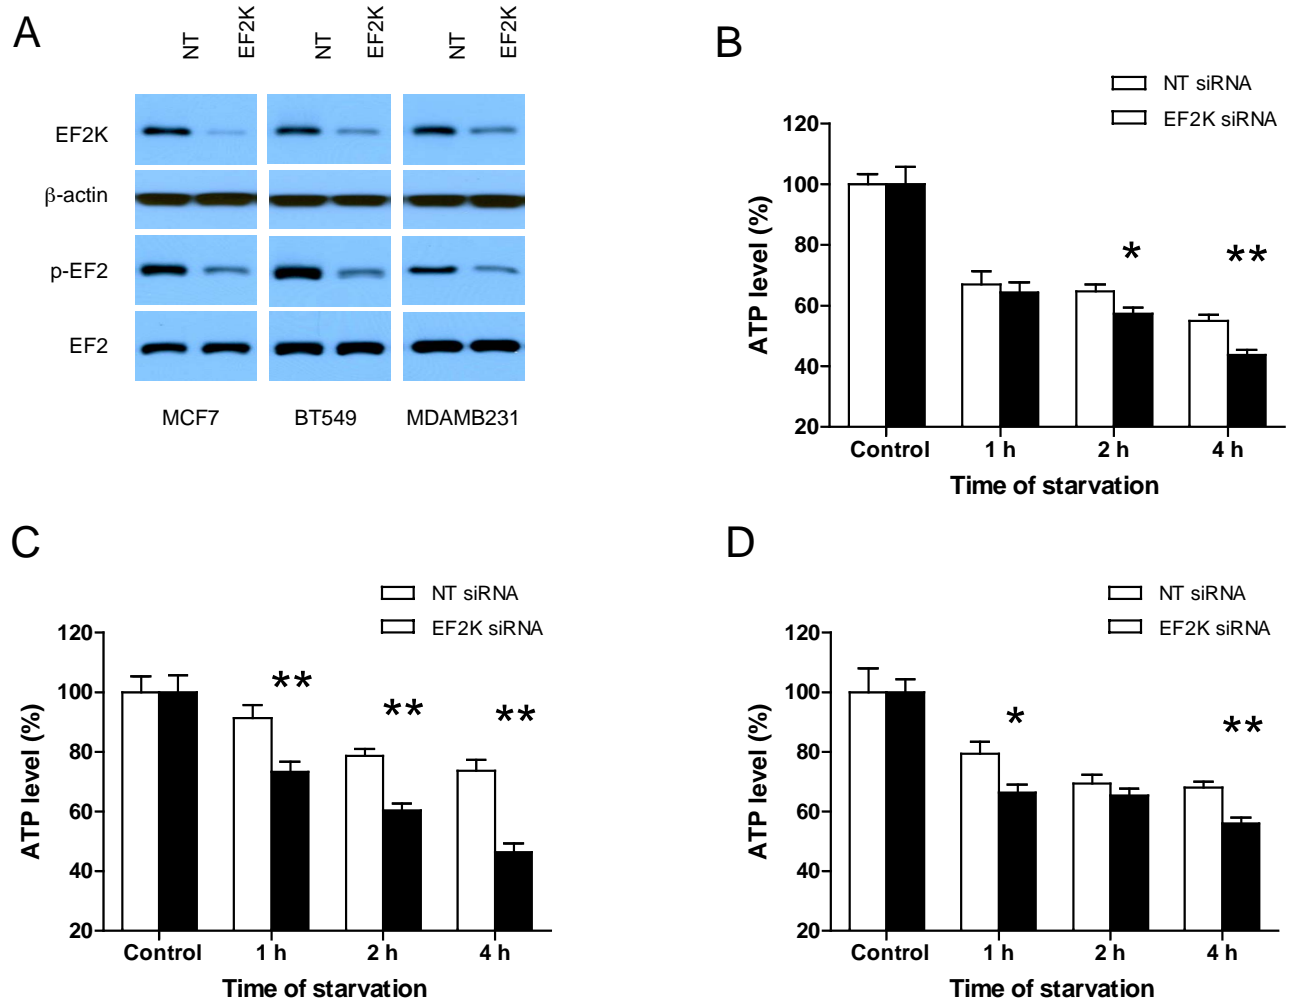 A
NT EF2K NT EF2K NT EF2K
EF2K
β-actin
p-EF2
EF2
MCF7 BT549 MDAMB231
B
NT siRNA
EF2K siRNA
120
100
80
60
40
20
ATP level (%)
* **
Control 1 h 2 h 4 h
Time of starvation
C
NT siRNA
EF2K siRNA
120
100
80
60
40
20
ATP level (%)
** ** **
Control 1 h 2 h 4 h
Time of starvation
D
NT siRNA
EF2K siRNA
120
100
80
60
40
20
ATP level (%)
* **
Control 1 h 2 h 4 h
Time of starvation